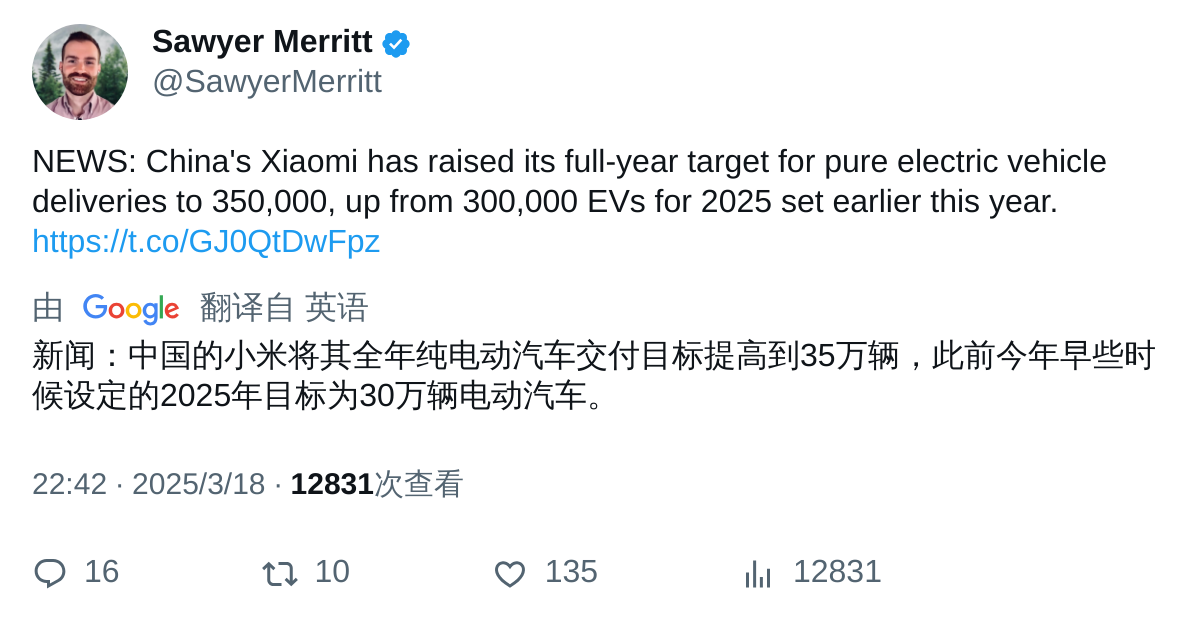 Sawyer Merritt
@SawyerMerritt
NEWS: China's Xiaomi has raised its full-year target for pure electric vehicle
deliveries to 350,000, up from 300,000 EVs for 2025 set earlier this year.
https://t.co/GJ0QtDwFpz
由 Google 翻译自 英语
新闻：中国的小米将其全年纯电动汽车交付目标提高到35万辆，此前今年早些时
候设定的2025年目标为30万辆电动汽车。
22:42 · 2025/3/18 · 12831次查看
16 10 135 12831